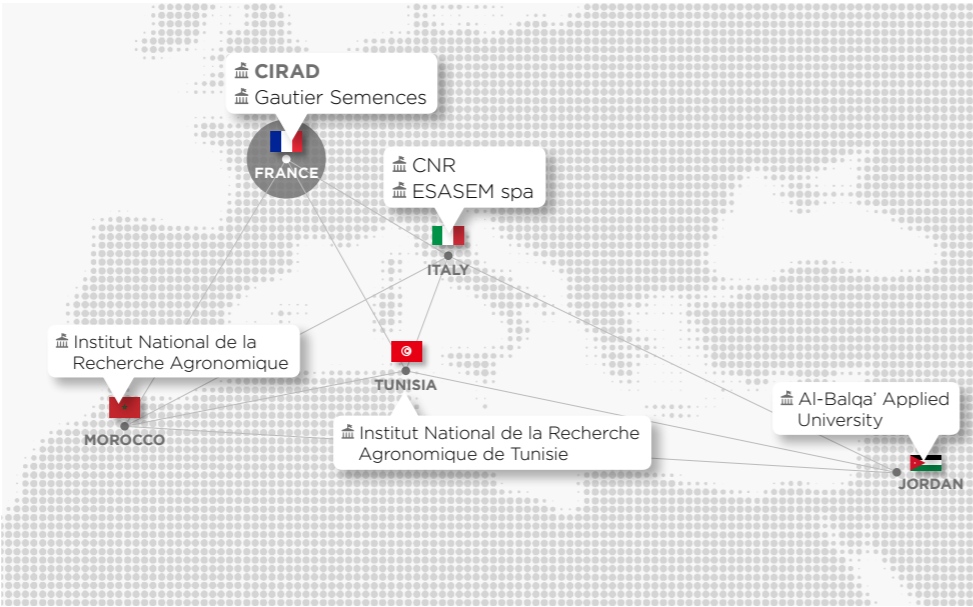 CIRAD
Gautier Semences
FRANCE
CNR
ESASEM spa
ITALY
Institut National de la
Recherche Agronomique
MOROCCO
TUNISIA
Institut National de la Recherche
Agronomique de Tunisie
Al-Balqa’ Applied
University
JORDAN